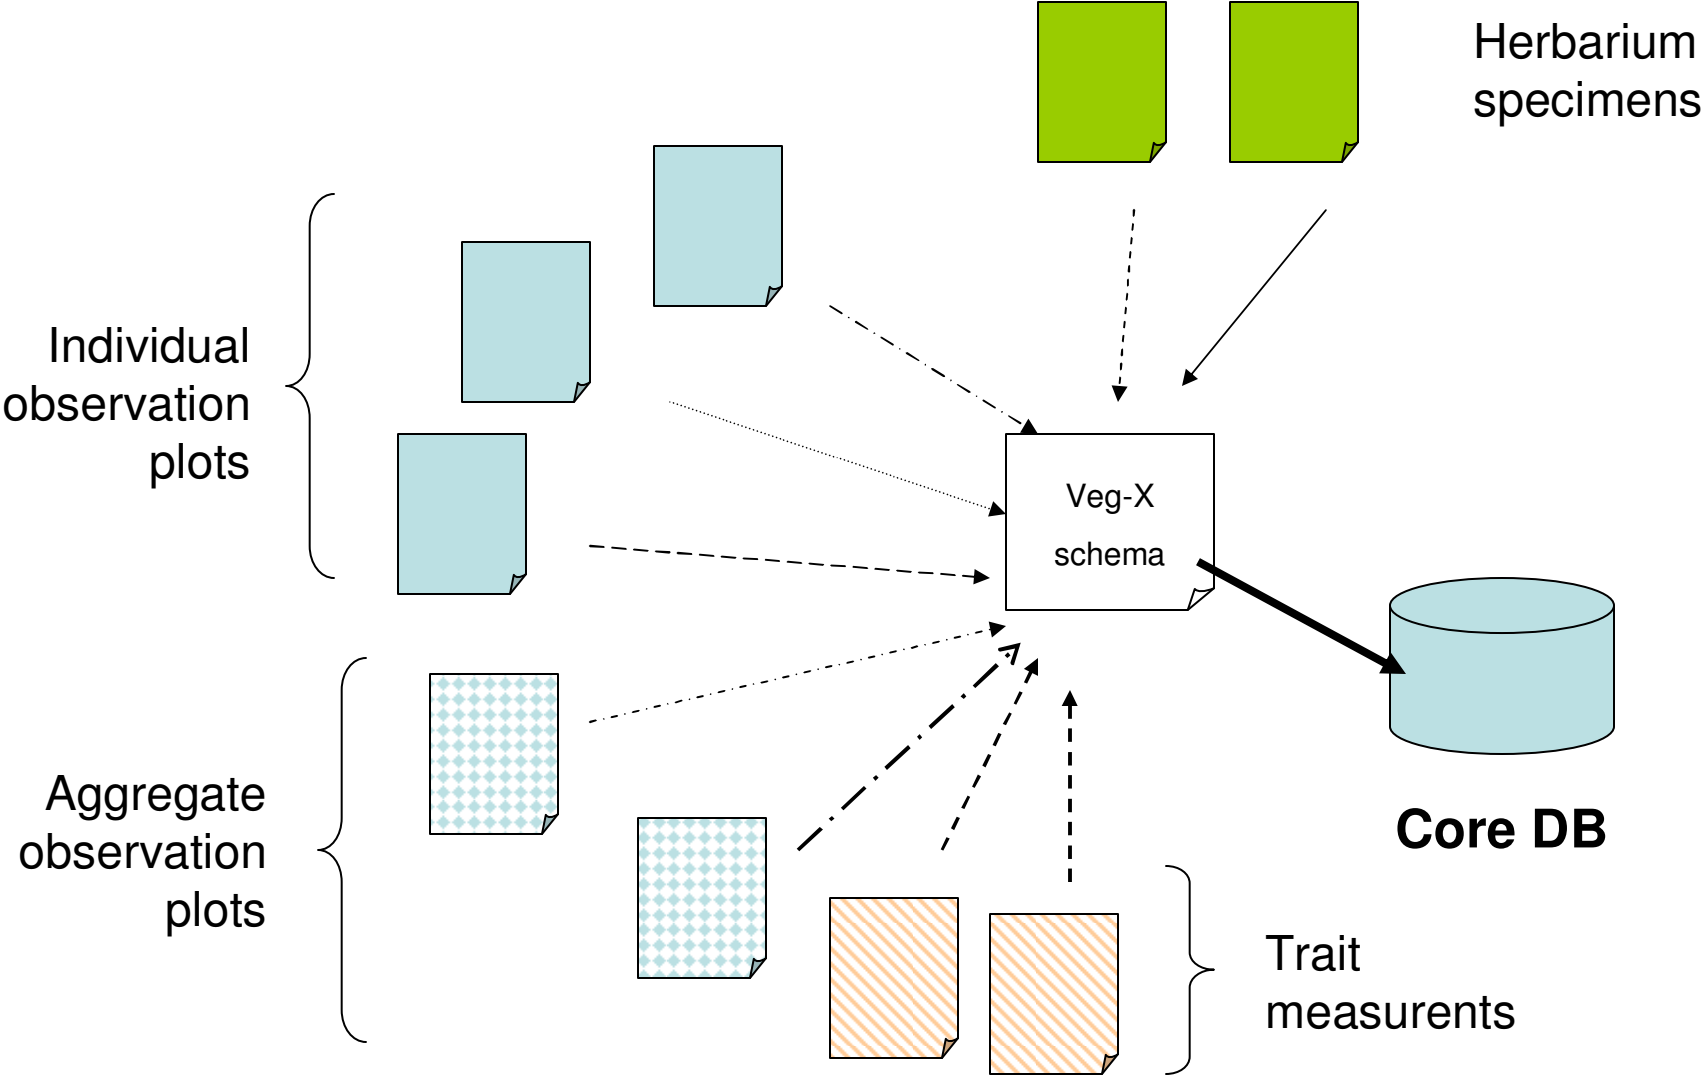 Herbarium
specimens
Individual
observation
plots
Veg-X
schema
Aggregate
observation
plots
Core DB
Trait
measurents